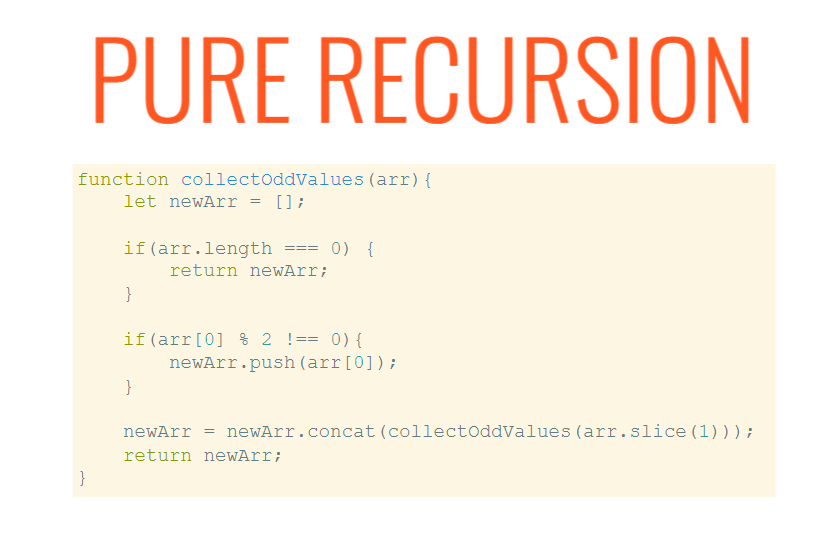 PURE RECURSION
function collectOddValues(arr){
    let newArr = [];
    if(arr.length === 0) {
        return newArr;
    }
    if(arr[0] % 2 !== 0){
        newArr.push(arr[0]);
    }
    newArr = newArr.concat(collectOddValues(arr.slice(1)));
    return newArr;
}